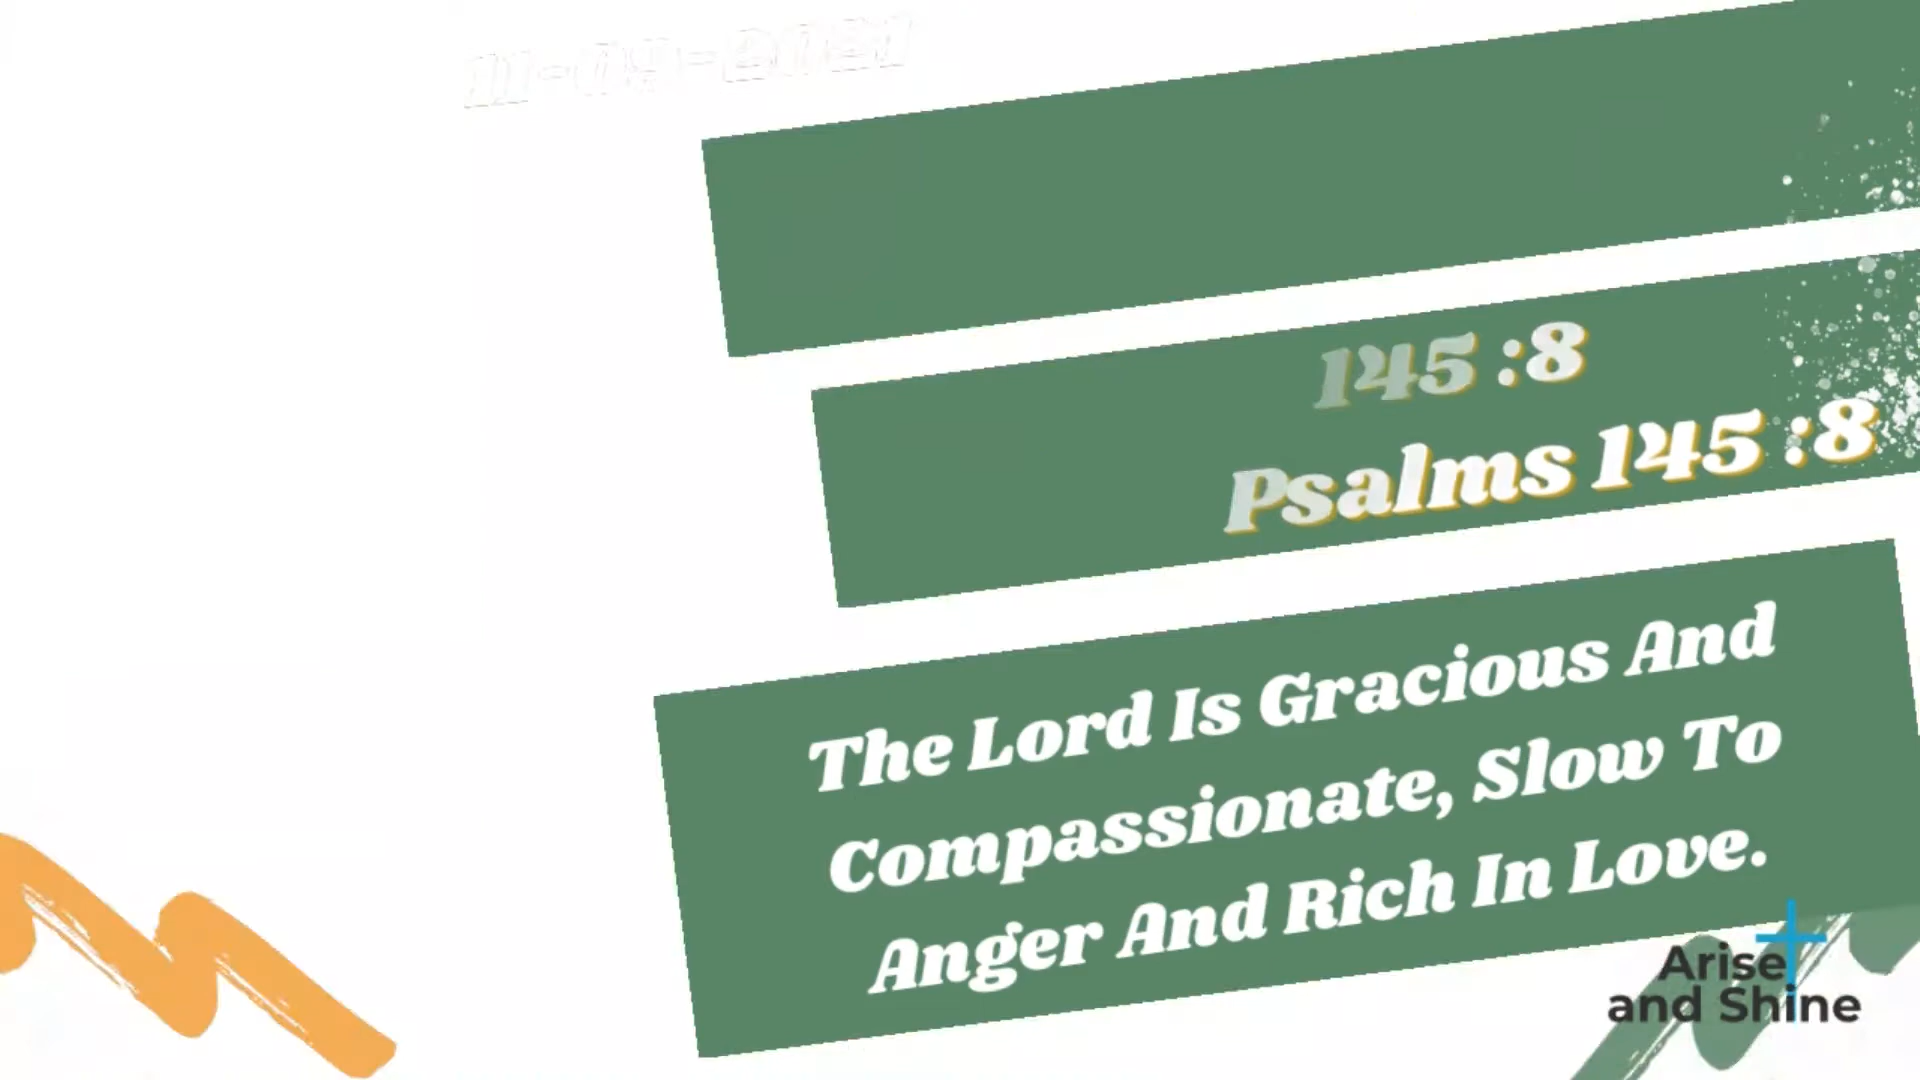 145 :8
Psalms 145 :8
The Lord Is Gracious And
Compassionate, Slow To
Anger And Rich In Love.
Arise
and Shine